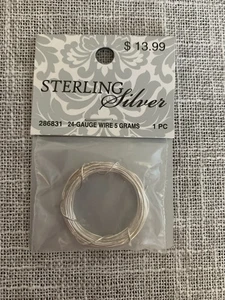 $ 13.99
STERLING
Silver
286831 24-GAUGE WIRE 5 GRAMS 1 PC